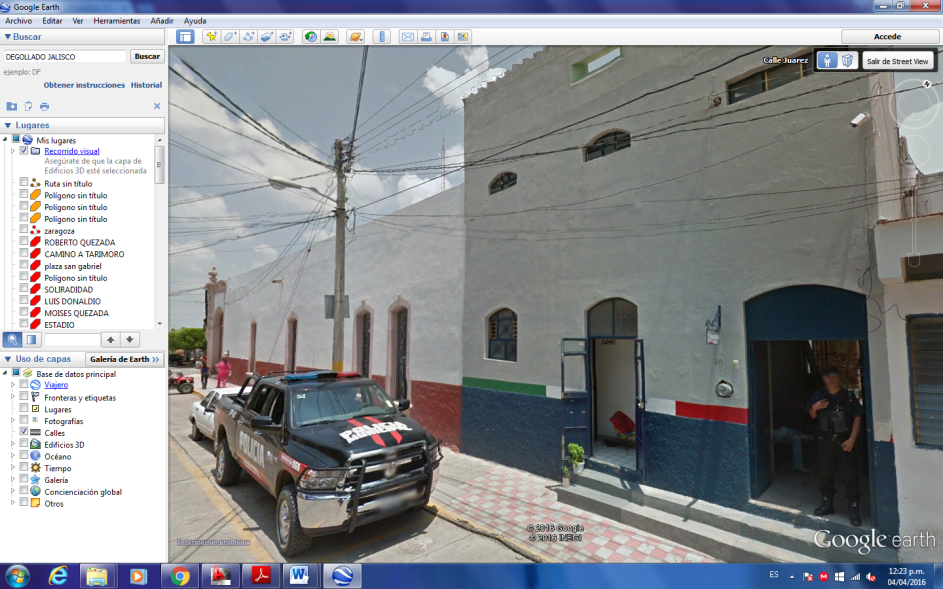 Google Earth
Archivo Editar Ver Herramientas Añadir Ayuda
Buscar
DEGOLLADO JALISCO
Buscar
ejemplo: DF
Obtener instrucciones Historial
Lugares
Mis lugares
Recorrido visual
Asegúrate de que la capa de
Edificios 3D esté seleccionada
Ruta sin título
Polígono sin título
Polígono sin título
Polígono sin título
zaragoza
ROBERTO QUEZADA
CAMINO A TARIMORO
plaza san gabriel
Polígono sin título
SOLIRADIDAD
LUIS DONALDIO
MOISES QUEZADA
ESTADIO
Uso de capas
Galería de Earth >>
Base de datos principal
Viajero
Fronteras y etiquetas
Lugares
Fotografías
Calles
Edificios 3D
Océano
Tiempo
Galería
Concienciación global
Otros
Accede
Calle Juarez
Salir de Street View
N
POLICIA
© 2016 Google
© 2016 INEGI
Google earth
ES
12:23 p.m.
04/04/2016